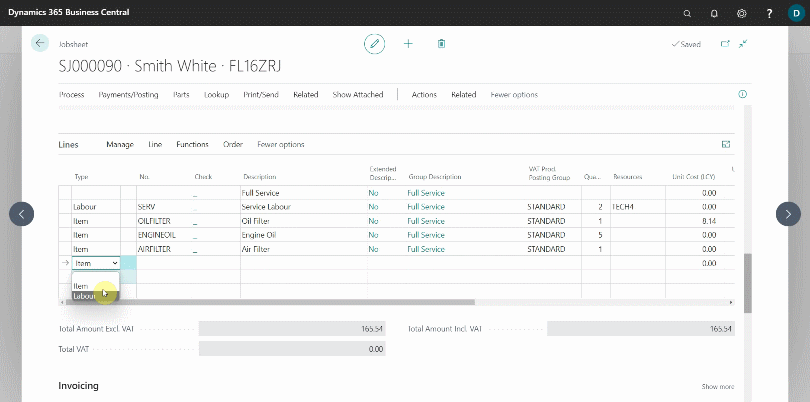 Dynamics 365 Business Central
?
D
Jobsheet
Saved
SJ000090 · Smith White · FL16ZRJ
Process Payments/Posting Parts Lookup Print/Send Related Show Attached Actions Related Fewer options
Lines Manage Line Functions Order Fewer options
Type No. Check Description Extended Descrip... Group Description VAT Prod. Posting Group Que... Resources Unit Cost (LCY)
_ Full Service No Full Service 0.00
Labour SERV _ Service Labour No Full Service STANDARD 2 TECH4 0.00
Item OILFILTER _ Oil Filter No Full Service STANDARD 1 8.14
Item ENGINEOIL _ Engine Oil No Full Service STANDARD 5 0.00
Item AIRFILTER _ Air Filter No Full Service STANDARD 1 0.00
Item 0.00
Item
Labour
Total Amount Excl. VAT 165.54 Total Amount Incl. VAT 165.54
Total VAT 0.00
Invoicing Show more